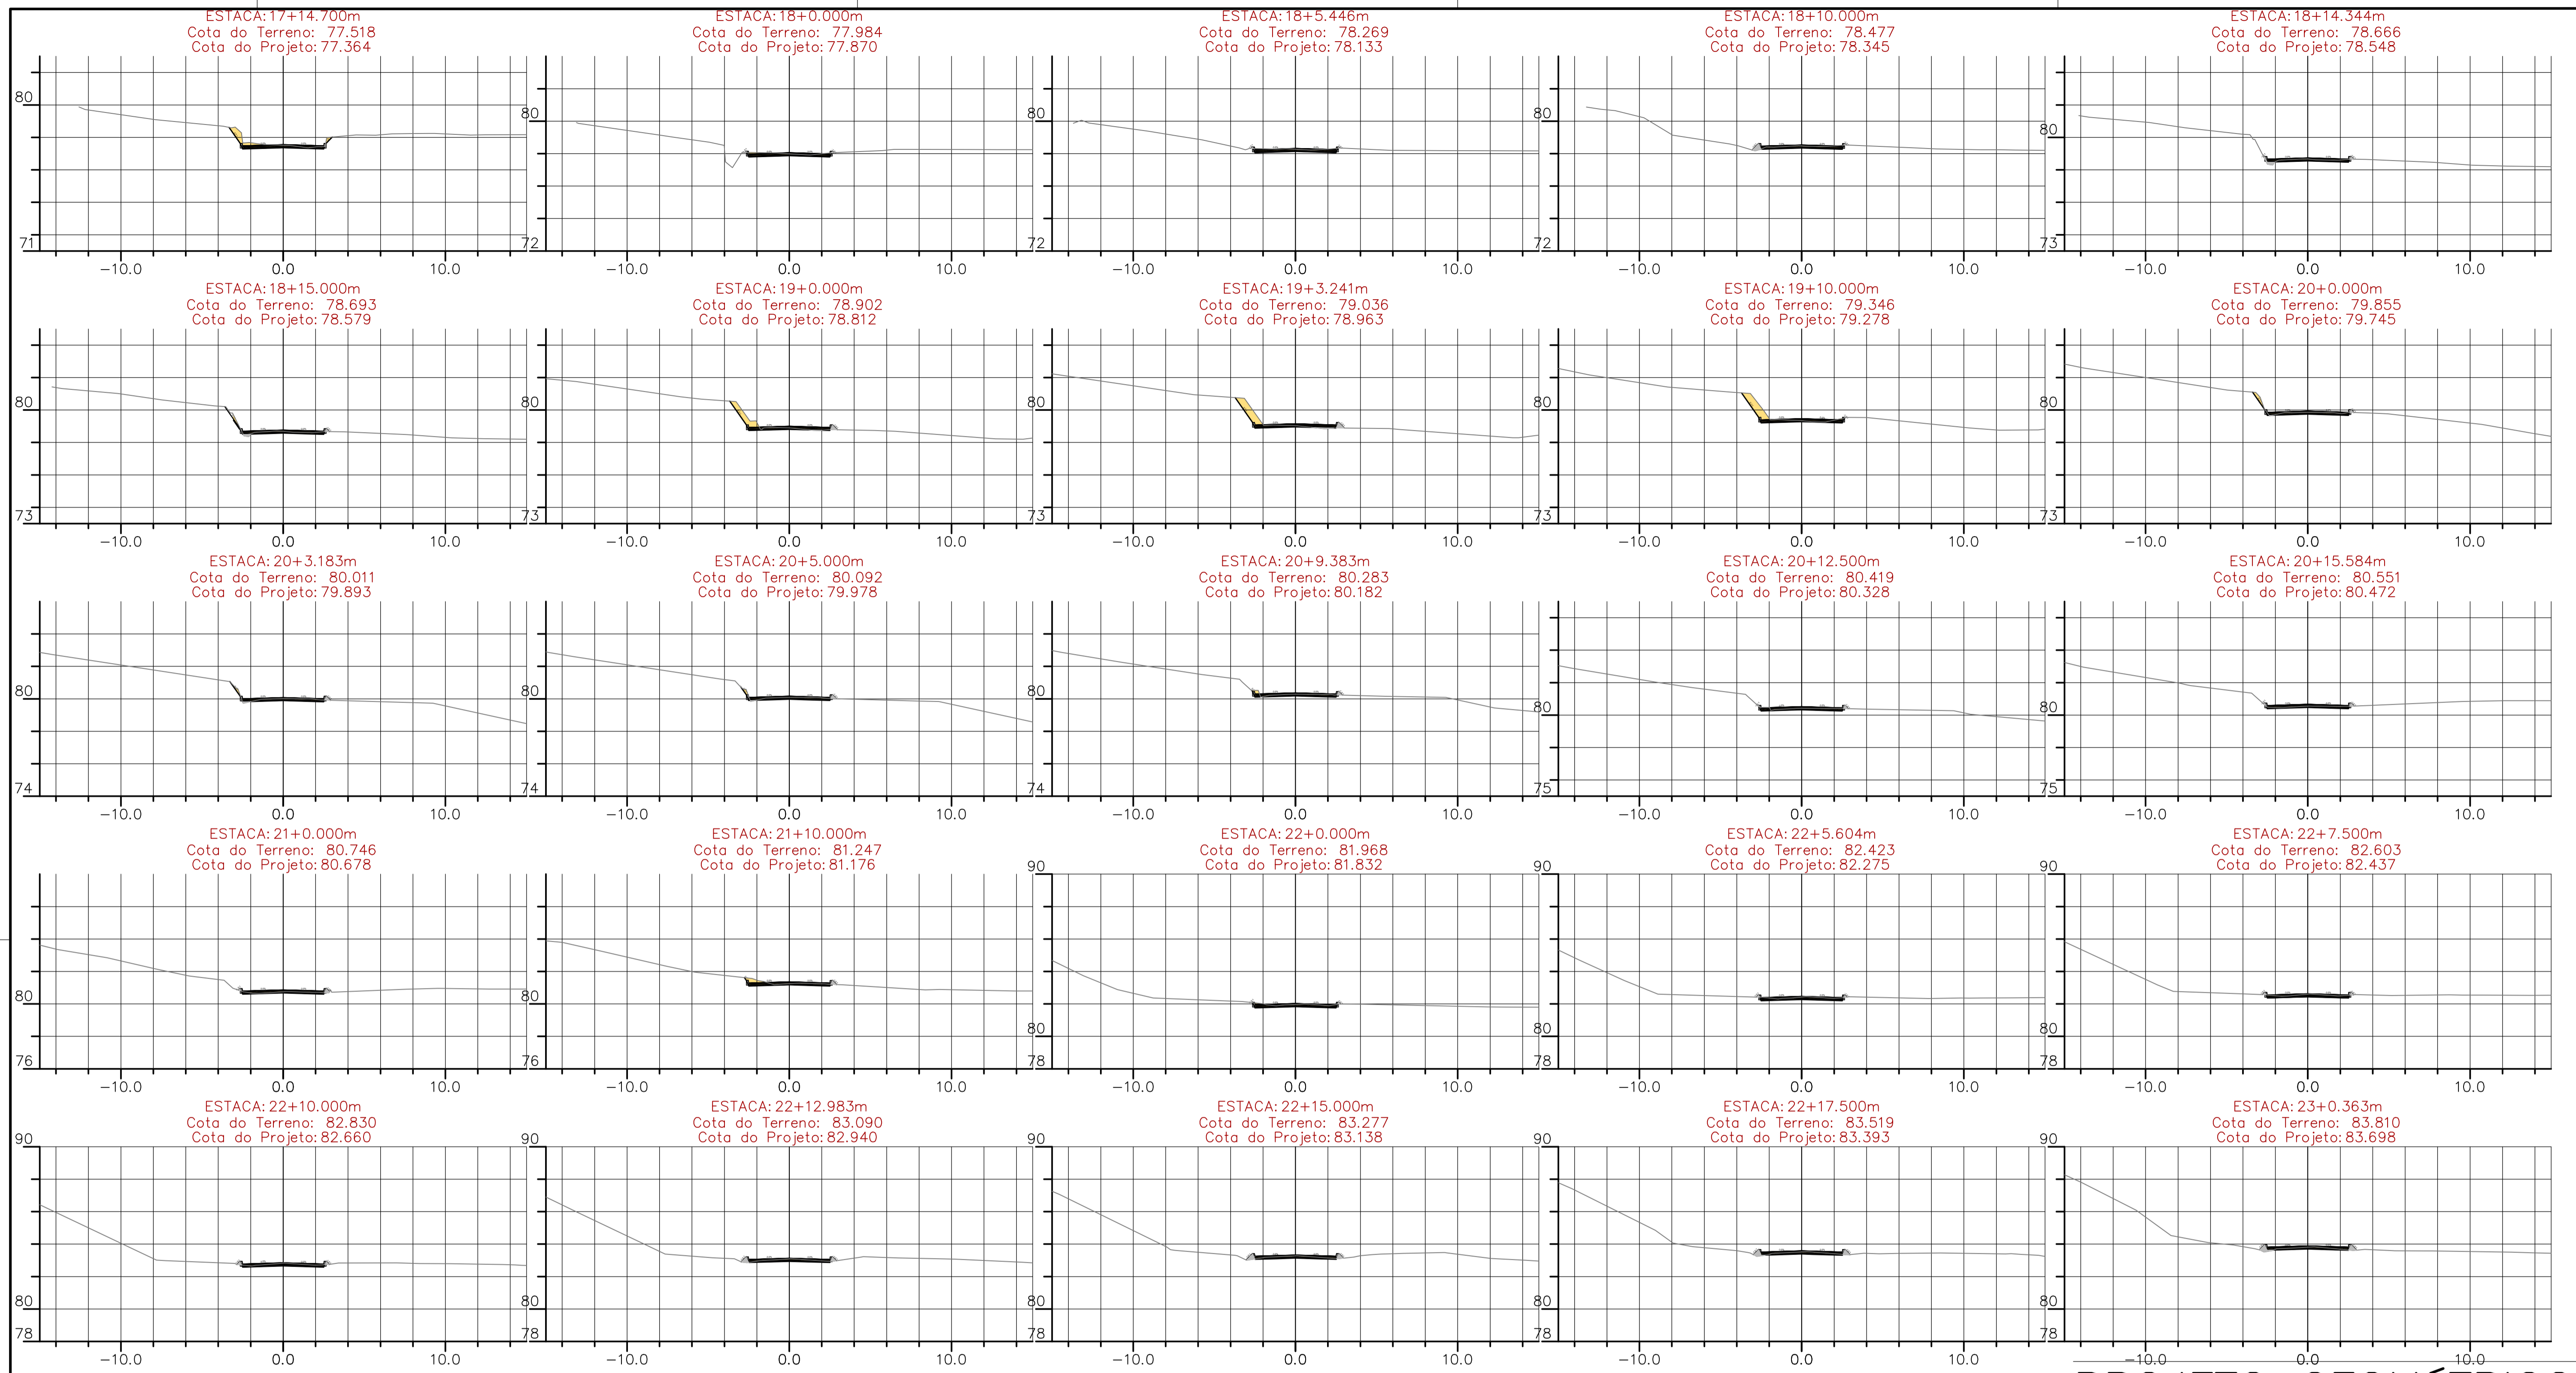 ESTACA: 17+14.700m
Cota do Terreno: 77.518
Cota do Projeto: 77.364
80
71
-10.0 0.0 10.0
ESTACA: 18+0.000m
Cota do Terreno: 77.984
Cota do Projeto: 77.870
80
72
-10.0 0.0 10.0
ESTACA: 18+5.446m
Cota do Terreno: 78.269
Cota do Projeto: 78.133
80
72
-10.0 0.0 10.0
ESTACA: 18+10.000m
Cota do Terreno: 78.477
Cota do Projeto: 78.345
80
72
-10.0 0.0 10.0
ESTACA: 18+14.344m
Cota do Terreno: 78.666
Cota do Projeto: 78.548
80
73
-10.0 0.0 10.0
ESTACA: 18+15.000m
Cota do Terreno: 78.693
Cota do Projeto: 78.579
80
73
-10.0 0.0 10.0
ESTACA: 19+0.000m
Cota do Terreno: 78.902
Cota do Projeto: 78.812
80
73
-10.0 0.0 10.0
ESTACA: 19+3.241m
Cota do Terreno: 79.036
Cota do Projeto: 78.963
80
73
-10.0 0.0 10.0
ESTACA: 19+10.000m
Cota do Terreno: 79.346
Cota do Projeto: 79.278
80
73
-10.0 0.0 10.0
ESTACA: 20+0.000m
Cota do Terreno: 79.855
Cota do Projeto: 79.745
80
73
-10.0 0.0 10.0
ESTACA: 20+3.183m
Cota do Terreno: 80.011
Cota do Projeto: 79.893
80
74
-10.0 0.0 10.0
ESTACA: 20+5.000m
Cota do Terreno: 80.092
Cota do Projeto: 79.978
80
74
-10.0 0.0 10.0
ESTACA: 20+9.383m
Cota do Terreno: 80.283
Cota do Projeto: 80.182
80
74
-10.0 0.0 10.0
ESTACA: 20+12.500m
Cota do Terreno: 80.419
Cota do Projeto: 80.328
80
75
-10.0 0.0 10.0
ESTACA: 20+15.584m
Cota do Terreno: 80.551
Cota do Projeto: 80.472
80
75
-10.0 0.0 10.0
ESTACA: 21+0.000m
Cota do Terreno: 80.746
Cota do Projeto: 80.678
80
76
-10.0 0.0 10.0
ESTACA: 21+10.000m
Cota do Terreno: 81.247
Cota do Projeto: 81.176
80
76
-10.0 0.0 10.0
ESTACA: 22+0.000m
Cota do Terreno: 81.968
Cota do Projeto: 81.832
90
80
78
-10.0 0.0 10.0
ESTACA: 22+5.604m
Cota do Terreno: 82.423
Cota do Projeto: 82.275
90
80
78
-10.0 0.0 10.0
ESTACA: 22+7.500m
Cota do Terreno: 82.603
Cota do Projeto: 82.437
90
80
78
-10.0 0.0 10.0
ESTACA: 22+10.000m
Cota do Terreno: 82.830
Cota do Projeto: 82.660
90
80
78
-10.0 0.0 10.0
ESTACA: 22+12.983m
Cota do Terreno: 83.090
Cota do Projeto: 82.940
90
80
78
-10.0 0.0 10.0
ESTACA: 22+15.000m
Cota do Terreno: 83.277
Cota do Projeto: 83.138
90
80
78
-10.0 0.0 10.0
ESTACA: 22+17.500m
Cota do Terreno: 83.519
Cota do Projeto: 83.393
90
80
78
-10.0 0.0 10.0
ESTACA: 23+0.363m
Cota do Terreno: 83.810
Cota do Projeto: 83.698
90
80
78
-10.0 0.0 10.0